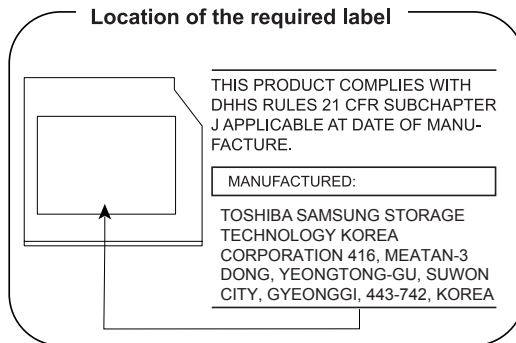 Location of the required label
THIS PRODUCT COMPLIES WITH
DHHS RULES 21 CFR SUBCHAPTER
J APPLICABLE AT DATE OF MANU-
FACTURE.
MANUFACTURED:
TOSHIBA SAMSUNG STORAGE
TECHNOLOGY KOREA
CORPORATION 416, MEATAN-3
DONG, YEONGTONG-GU, SUWON
CITY, GYEONGGI, 443-742, KOREA